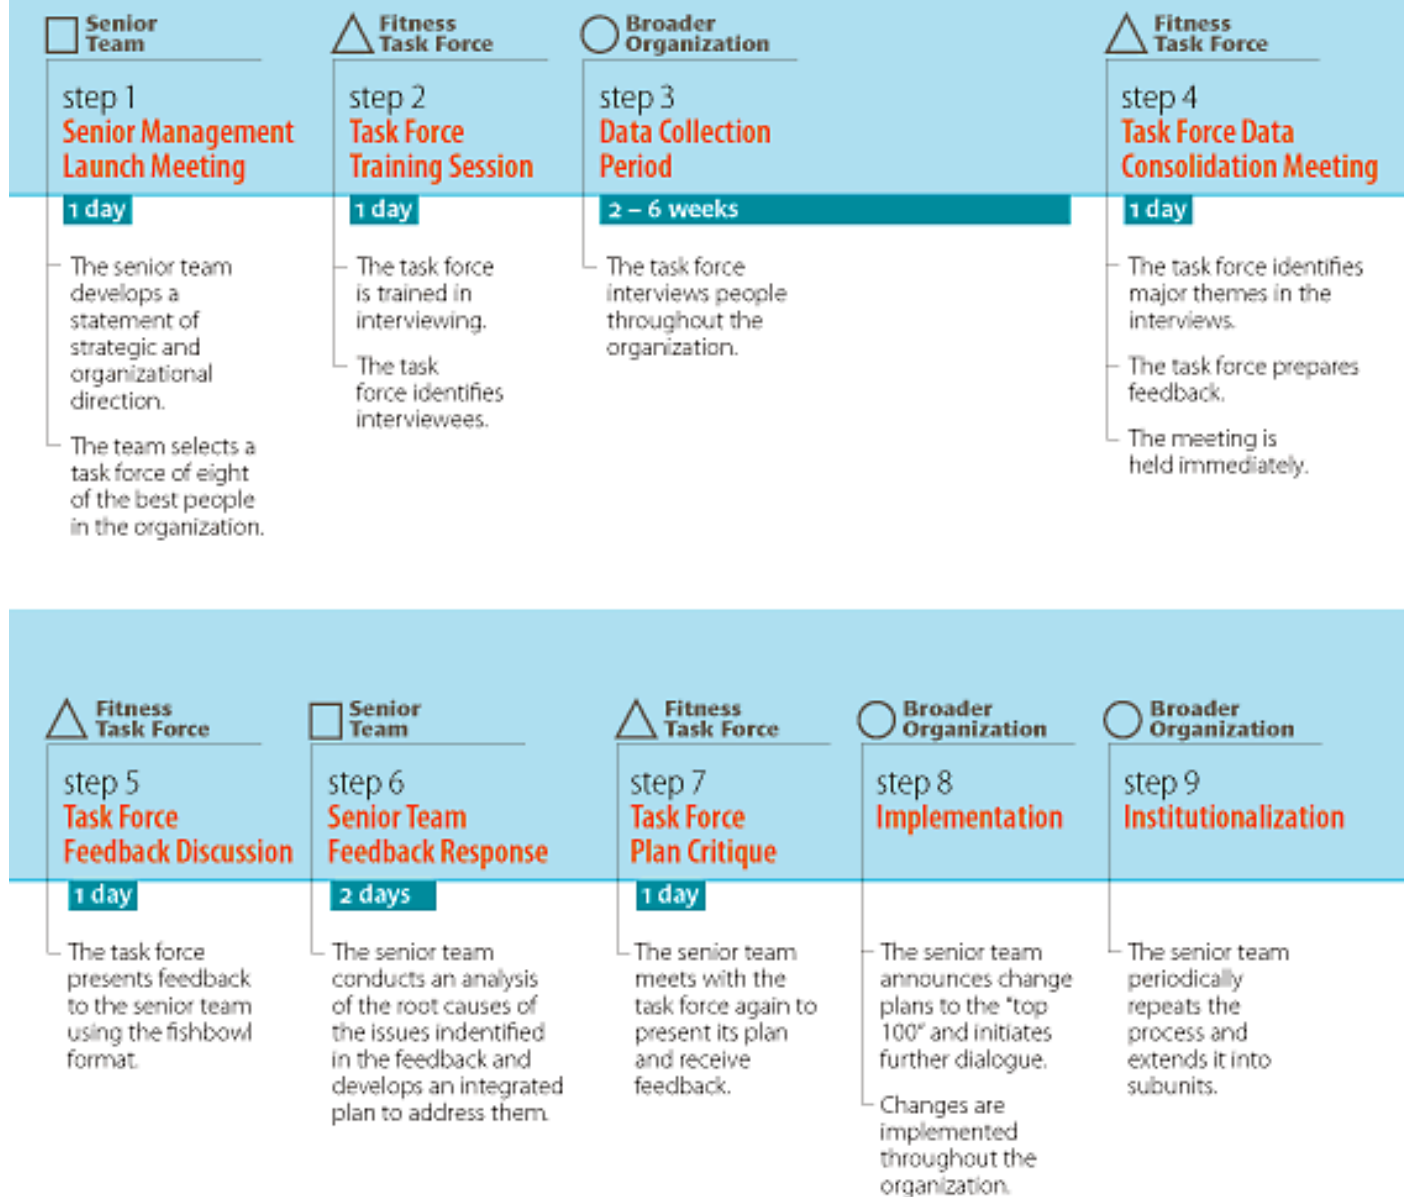 Senior
Team
step 1
Senior Management
Launch Meeting
1 day
The senior team
develops a
statement of
strategic and
organizational
direction.
The team selects a
task force of eight
of the best people
in the organization.
Fitness
Task Force
step 2
Task Force
Training Session
1 day
The task force
is trained in
interviewing.
The task
force identifies
interviewees.
Broader
Organization
step 3
Data Collection
Period
2 – 6 weeks
The task force
interviews people
throughout the
organization.
Fitness
Task Force
step 4
Task Force Data
Consolidation Meeting
1 day
The task force identifies
major themes in the
interviews.
The task force prepares
feedback.
The meeting is
held immediately.
Fitness
Task Force
step 5
Task Force
Feedback Discussion
1 day
The task force
presents feedback
to the senior team
using the fishbowl
format.
Senior
Team
step 6
Senior Team
Feedback Response
2 days
The senior team
conducts an analysis
of the root causes of
the issues indentified
in the feedback and
develops an integrated
plan to address them.
Fitness
Task Force
step 7
Task Force
Plan Critique
1 day
The senior team
meets with the
task force again to
present its plan
and receive
feedback.
Broader
Organization
step 8
Implementation
The senior team
announces change
plans to the "top
100" and initiates
further dialogue.
Changes are
implemented
throughout the
organization.
Broader
Organization
step 9
Institutionalization
The senior team
periodically
repeats the
process and
extends it into
subunits.